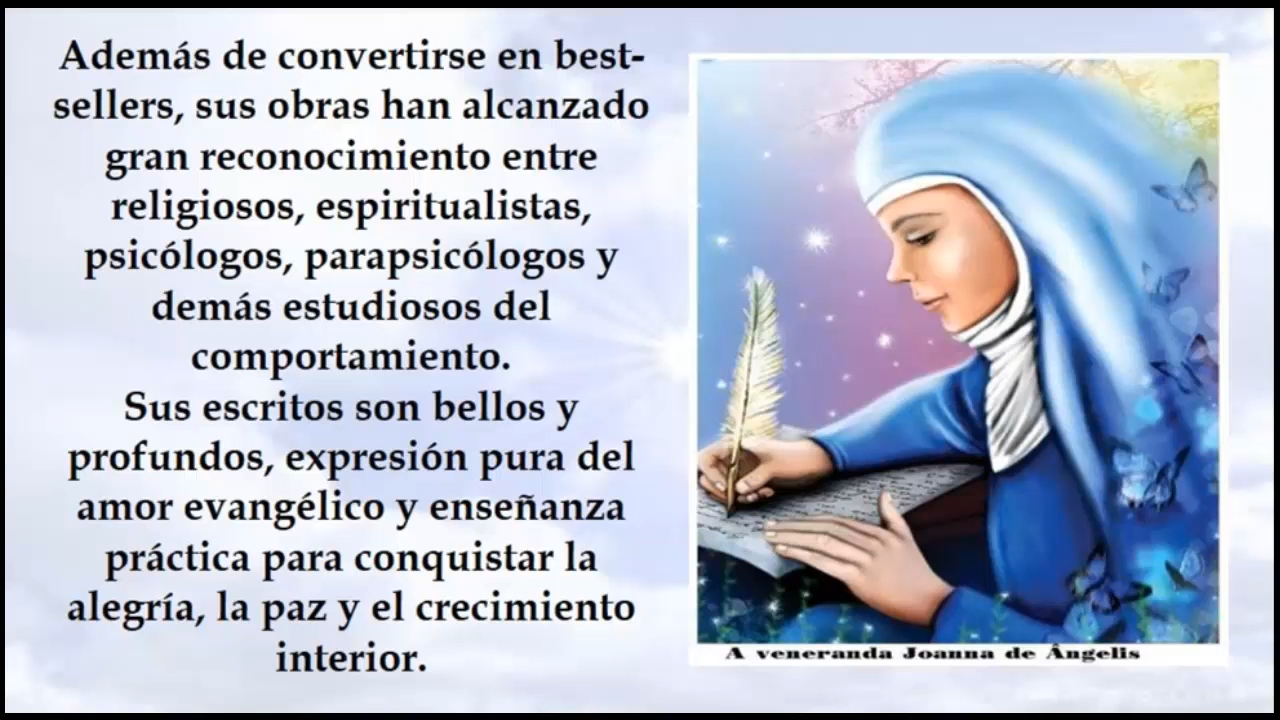 Además de convertirse en best-
sellers, sus obras han alcanzado
gran reconocimiento entre
religiosos, espiritualistas,
psicólogos, parapsicólogos y
demás estudiosos del
comportamiento.
Sus escritos son bellos y
profundos, expresión pura del
amor evangélico y enseñanza
práctica para conquistar la
alegría, la paz y el crecimiento
interior.
A veneranda Joanna de Ângelis